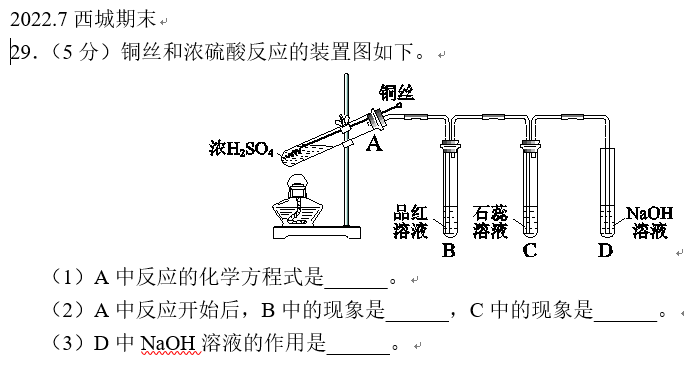 2022.7 西城期末
29.（5 分）铜丝和浓硫酸反应的装置图如下。
铜丝
浓H₂SO₄
A
品红溶液
石蕊溶液
NaOH溶液
B
C
D
（1）A 中反应的化学方程式是______。
（2）A 中反应开始后，B 中的现象是______，C 中的现象是______。
（3）D 中 NaOH 溶液的作用是______。